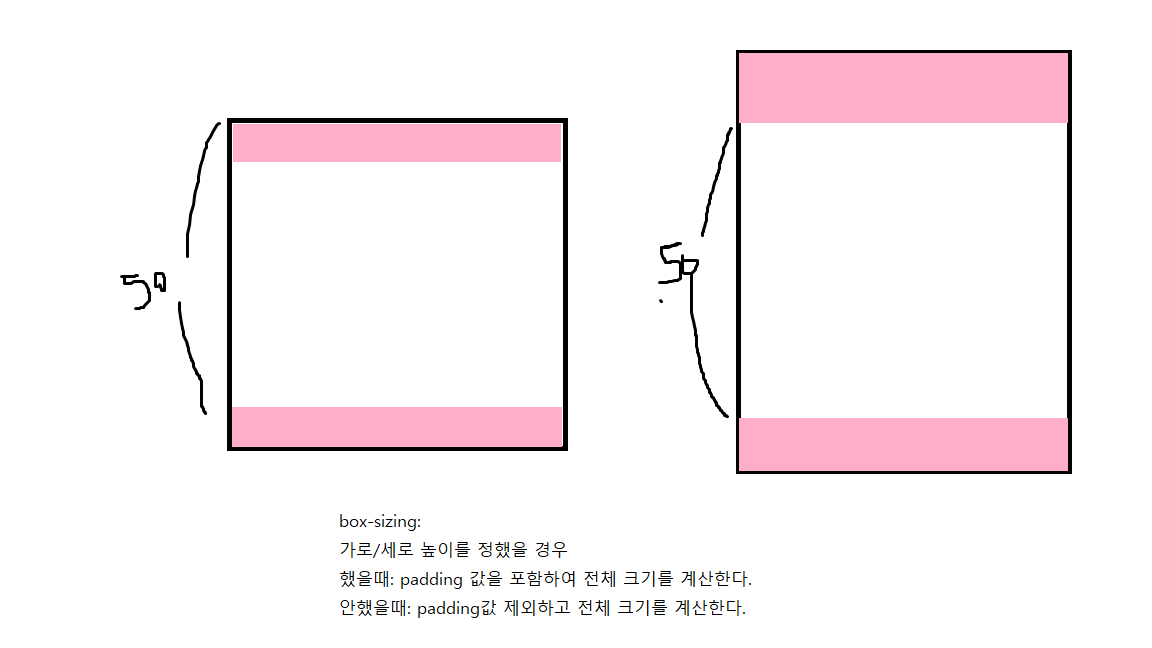 50
50
box-sizing:
가로/세로 높이를 정했을 경우
했을때: padding 값을 포함하여 전체 크기를 계산한다.
안했을때: padding값 제외하고 전체 크기를 계산한다.